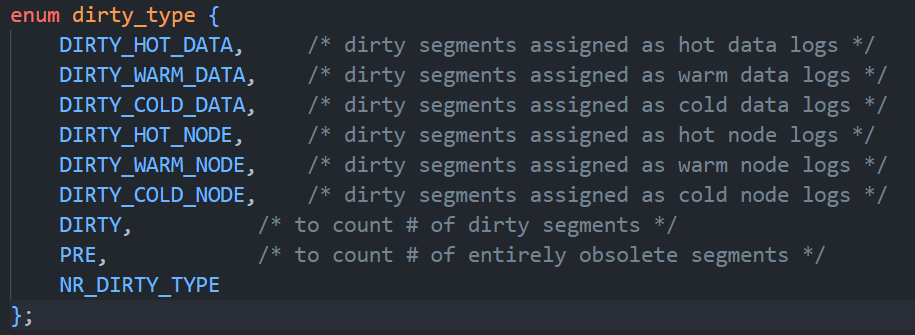 enum dirty_type {
    DIRTY_HOT_DATA,     /* dirty segments assigned as hot data logs */
    DIRTY_WARM_DATA,    /* dirty segments assigned as warm data logs */
    DIRTY_COLD_DATA,    /* dirty segments assigned as cold data logs */
    DIRTY_HOT_NODE,     /* dirty segments assigned as hot node logs */
    DIRTY_WARM_NODE,    /* dirty segments assigned as warm node logs */
    DIRTY_COLD_NODE,    /* dirty segments assigned as cold node logs */
    DIRTY,          /* to count # of dirty segments */
    PRE,            /* to count # of entirely obsolete segments */
    NR_DIRTY_TYPE
};